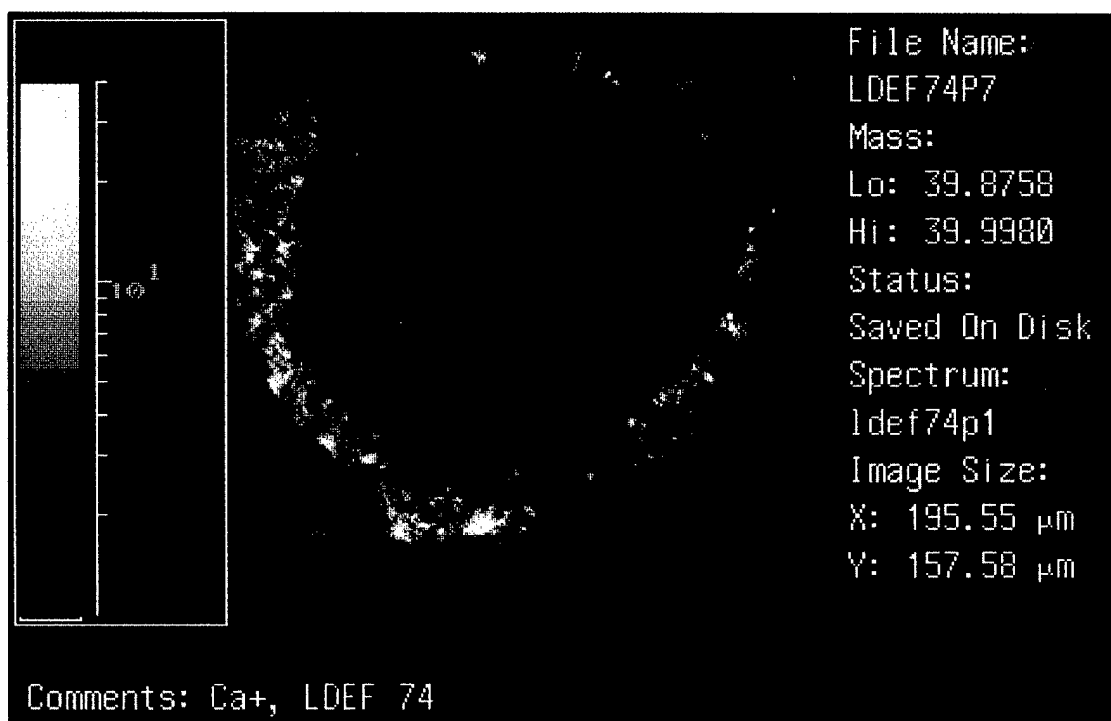 File Name:
LDEF74P7
Mass:
Lo: 39.8758
Hi: 39.9980
Status:
Saved On Disk
Spectrum:
ldef74p1
Image Size:
X: 195.55 μm
Y: 157.58 μm
10
Comments: Ca+, LDEF 74